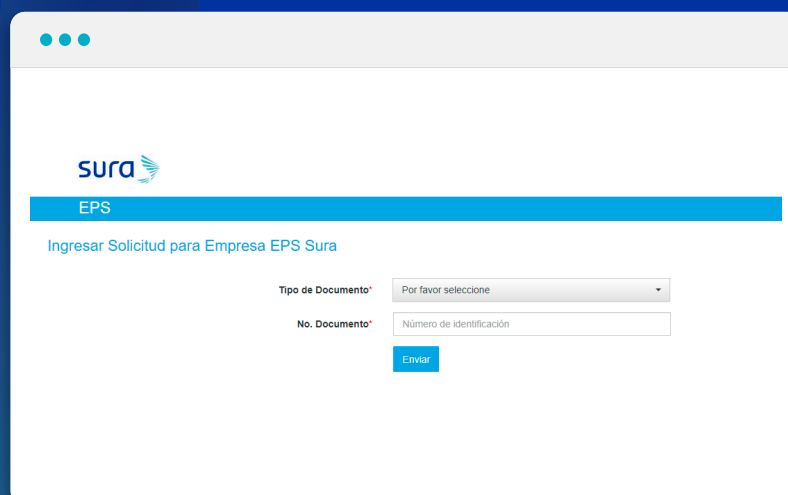 sura
EPS
Ingresar Solicitud para Empresa EPS Sura
Tipo de Documento* Por favor seleccione
No. Documento* Número de identificación
Enviar